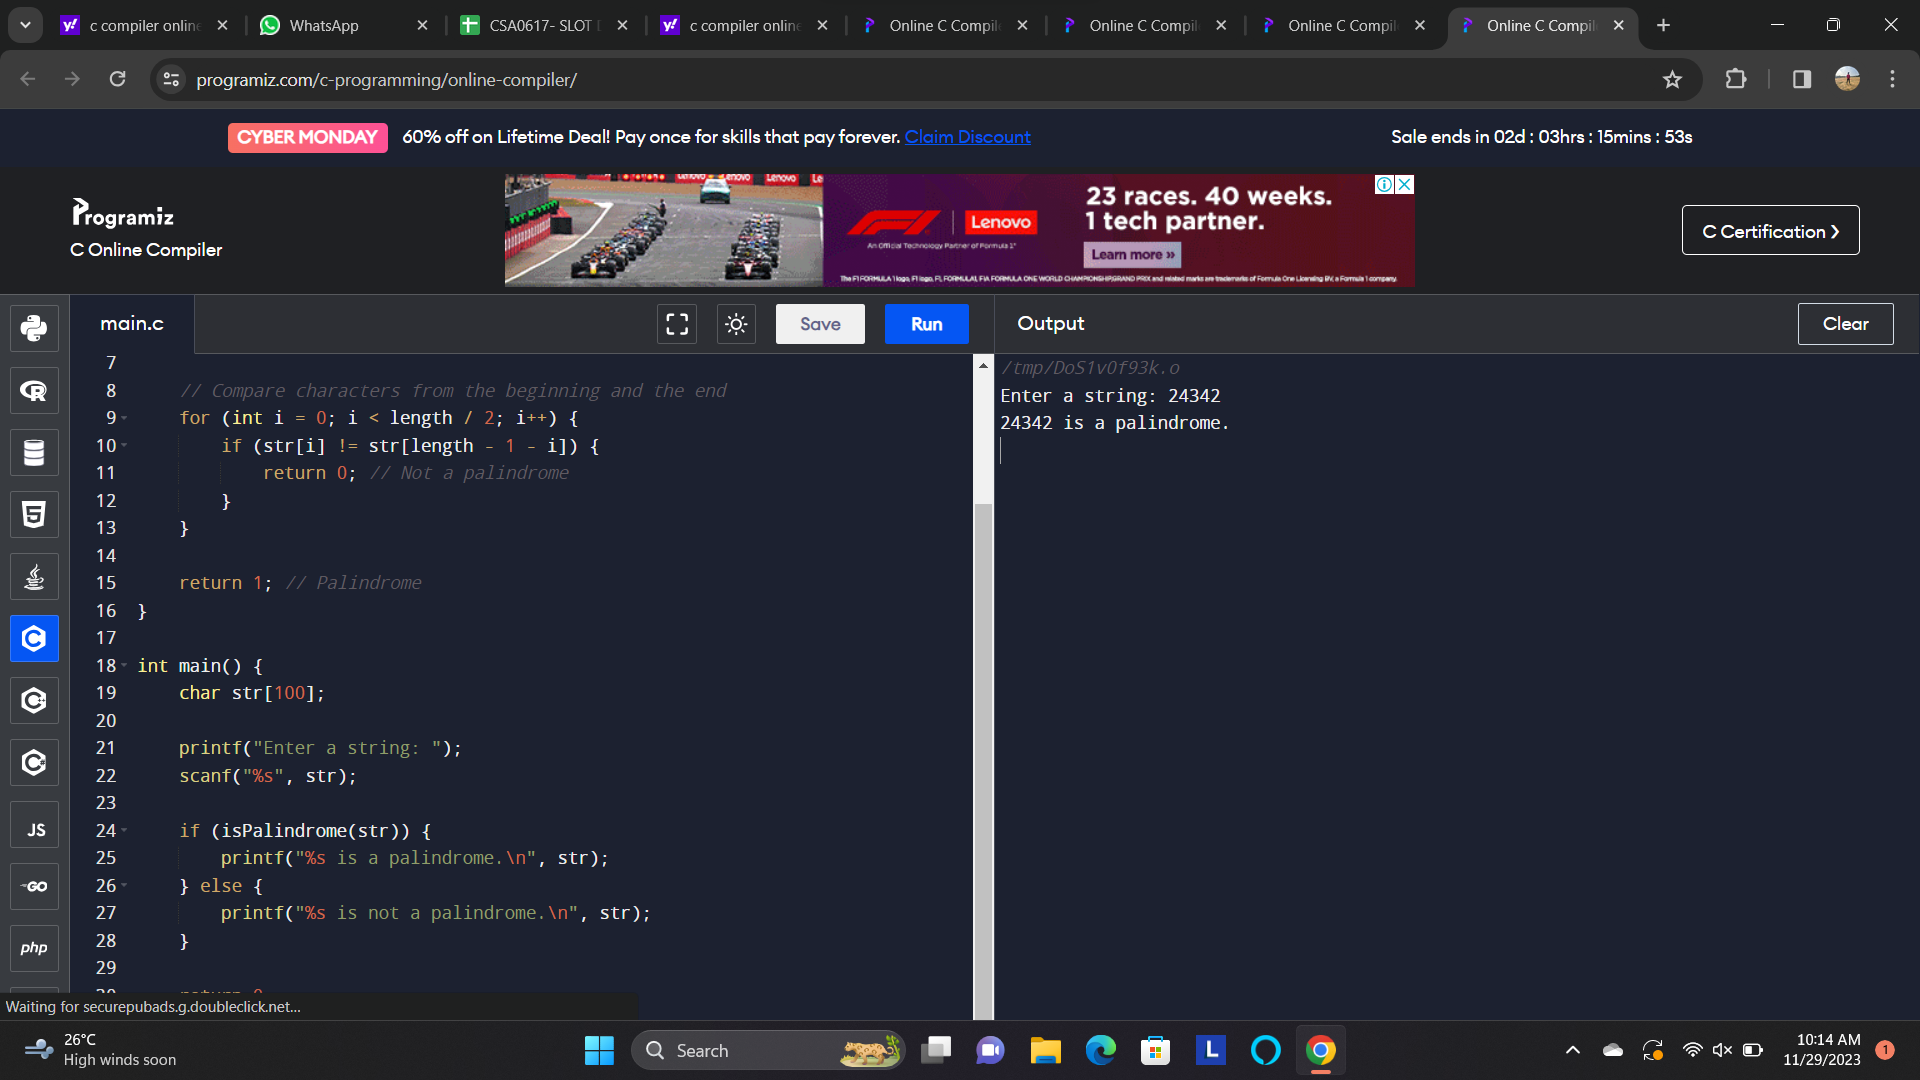 c compiler online
WhatsApp
CSA0617- SLOT
c compiler online
Online C Compil
Online C Compil
Online C Compil
Online C Compil
programiz.com/c-programming/online-compiler/
CYBER MONDAY 60% off on Lifetime Deal! Pay once for skills that pay forever. Claim Discount
Sale ends in 02d : 03hrs : 15mins : 53s
Programiz
C Online Compiler
Lenovo
An Official Technology Partner of Formula 1®
23 races. 40 weeks.
1 tech partner.
Learn more »
The F1 FORMULA 1 logo, F1 logo, F1, FORMULA1, FIA FORMULA ONE WORLD CHAMPIONSHIP, GRAND PRIX and related marks are trademarks of Formula One Licensing BV, a Formula 1 company.
C Certification ❯
main.c
Save
Run
Output
Clear
7
8 // Compare characters from the beginning and the end
9 for (int i = 0; i < length / 2; i++) {
10 if (str[i] != str[length - 1 - i]) {
11 return 0; // Not a palindrome
12 }
13 }
14
15 return 1; // Palindrome
16 }
17
18 int main() {
19 char str[100];
20
21 printf("Enter a string: ");
22 scanf("%s", str);
23
24 if (isPalindrome(str)) {
25 printf("%s is a palindrome.\n", str);
26 } else {
27 printf("%s is not a palindrome.\n", str);
28 }
29
/tmp/DoS1vOf93k.o
Enter a string: 24342
24342 is a palindrome.
JS
GO
php
Waiting for securepubads.g.doubleclick.net...
26°C
High winds soon
Search
L
10:14 AM
11/29/2023
1